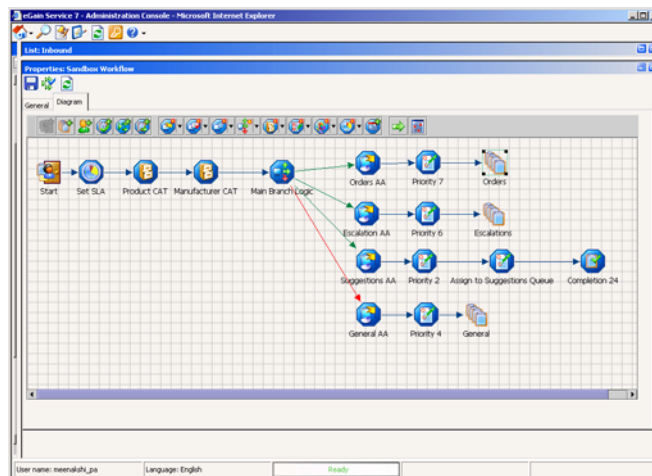 eGain Service 7 - Administration Console - Microsoft Internet Explorer
List: Inbound
Properties: Sandbox Workflow
General Diagram
Start Set SLA Product CAT Manufacturer CAT Main Branch Logic Orders AA Priority 7 Orders
Escalation AA Priority 6 Escalations
Suggestions AA Priority 2 Assign to Suggestions Queue Completion 24
General AA Priority 4 General
User name: meenakshi_pa Language: English Ready